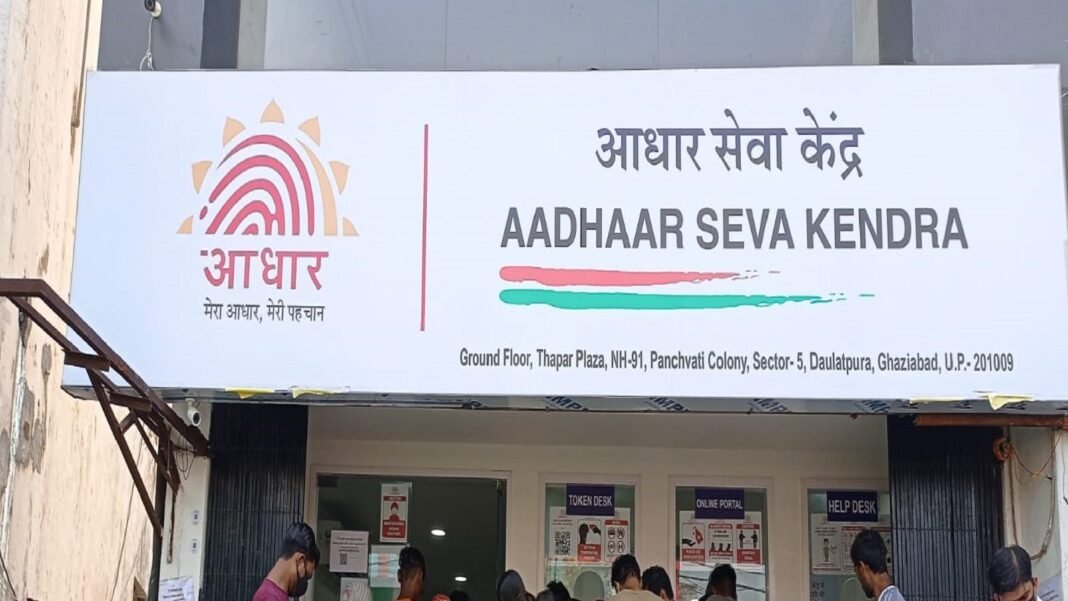 आधार
मेरा आधार, मेरी पहचान
आधार सेवा केंद्र
AADHAAR SEVA KENDRA
Ground Floor, Thapar Plaza, NH-91, Panchvati Colony, Sector- 5, Daulatpura, Ghaziabad, U.P.- 201009
TOKEN DESK
ONLINE PORTAL
HELP DESK